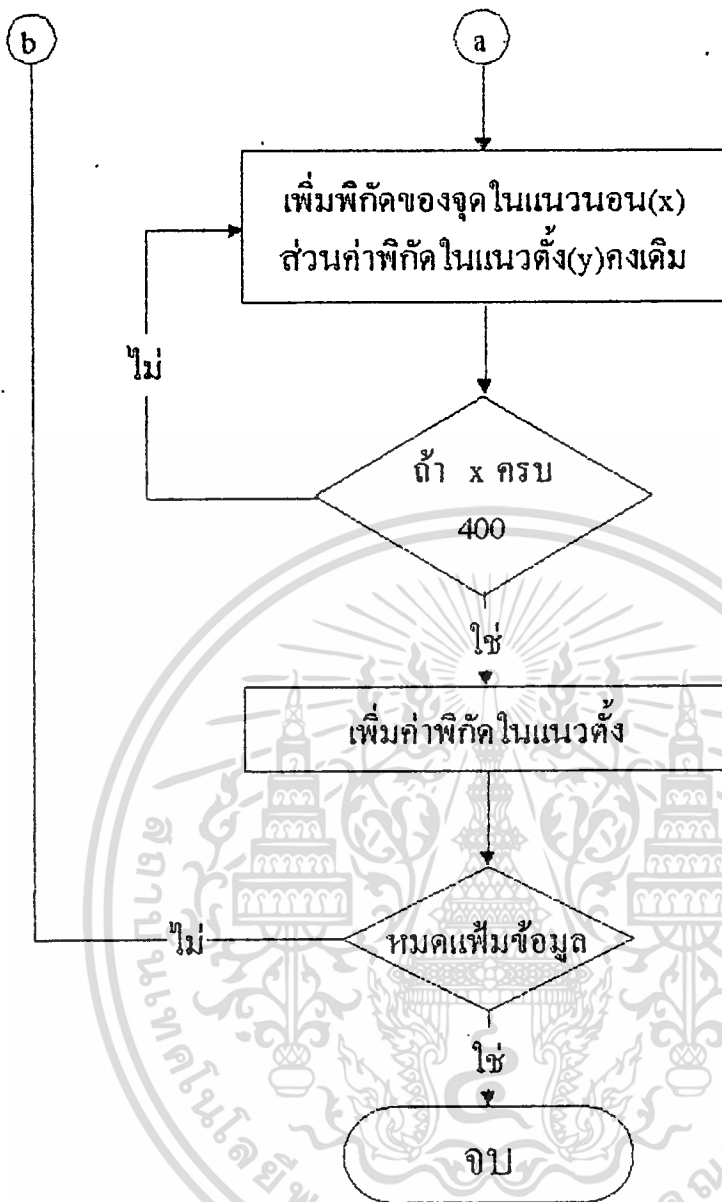 b
a
เพิ่มพิกัดของจุดในแนวนอน(x)
ส่วนค่าพิกัดในแนวตั้ง(y)คงเดิม
ไม่
ถ้า x ครบ
400
ใช่
เพิ่มค่าพิกัดในแนวตั้ง
ไม่
หมดแฟ้มข้อมูล
ใช่
จบ